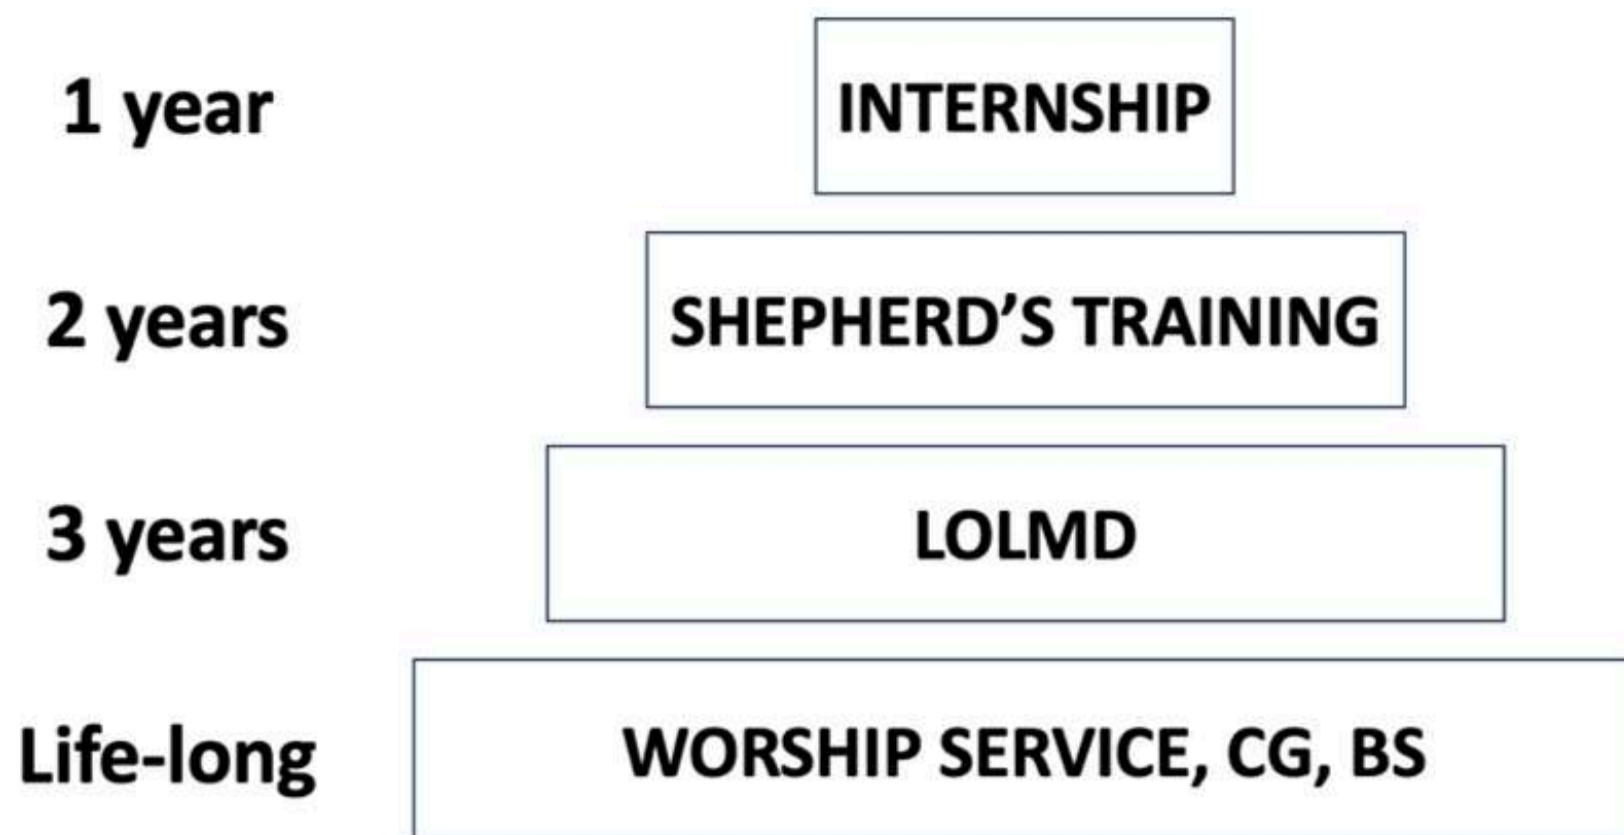 1 year
INTERNSHIP
2 years
SHEPHERD’S TRAINING
3 years
LOLMD
Life-long
WORSHIP SERVICE, CG, BS